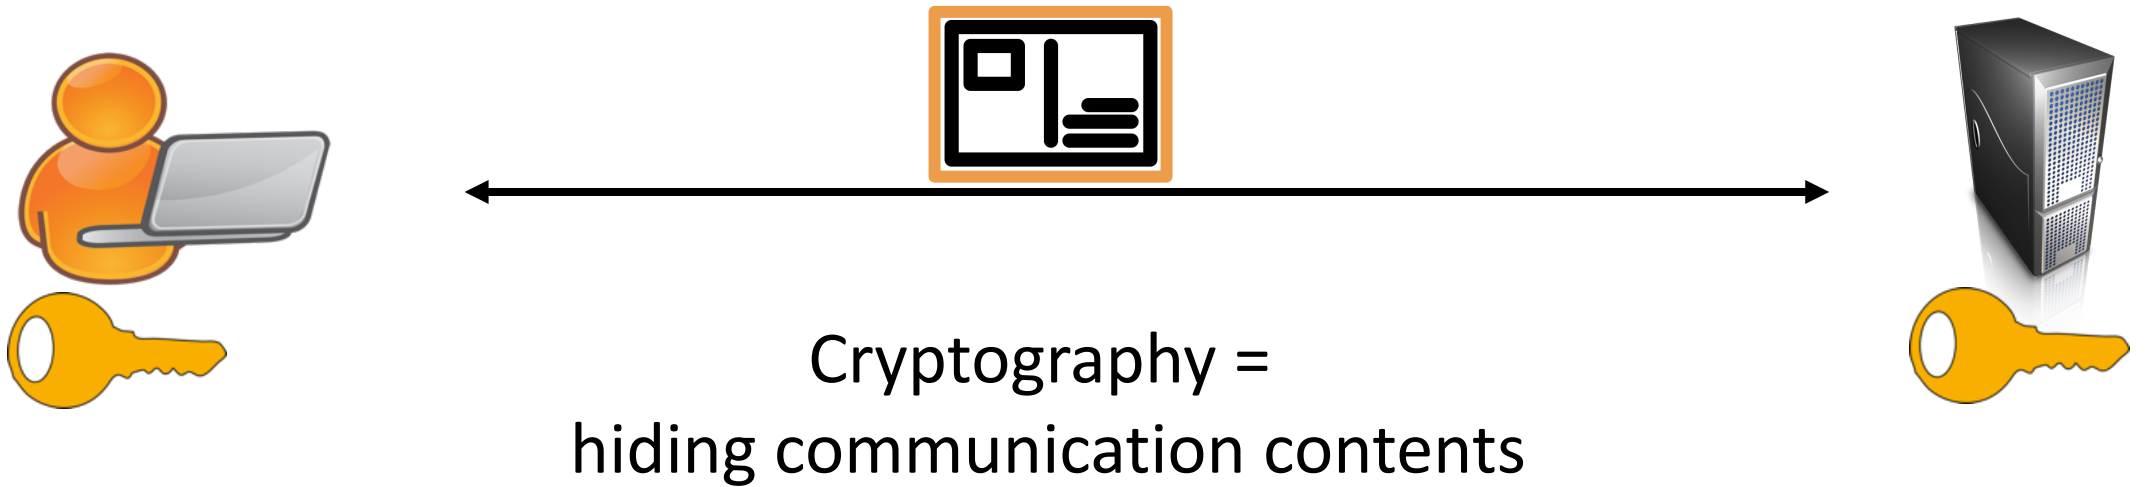 Cryptography =
hiding communication contents